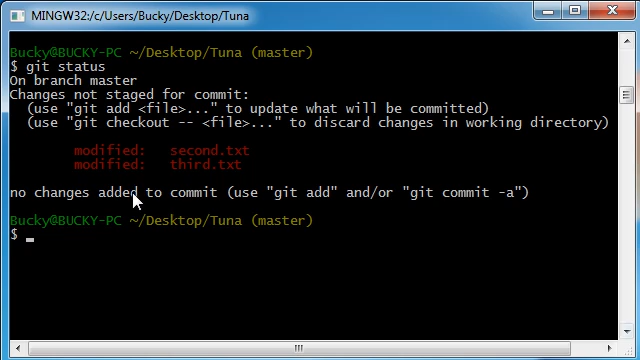 MINGW32:/c/Users/Bucky/Desktop/Tuna
Bucky@BUCKY-PC ~/Desktop/Tuna (master)
$ git status
On branch master
Changes not staged for commit:
  (use "git add <file>..." to update what will be committed)
  (use "git checkout -- <file>..." to discard changes in working directory)
        modified:   second.txt
        modified:   third.txt
no changes added to commit (use "git add" and/or "git commit -a")
Bucky@BUCKY-PC ~/Desktop/Tuna (master)
$ _